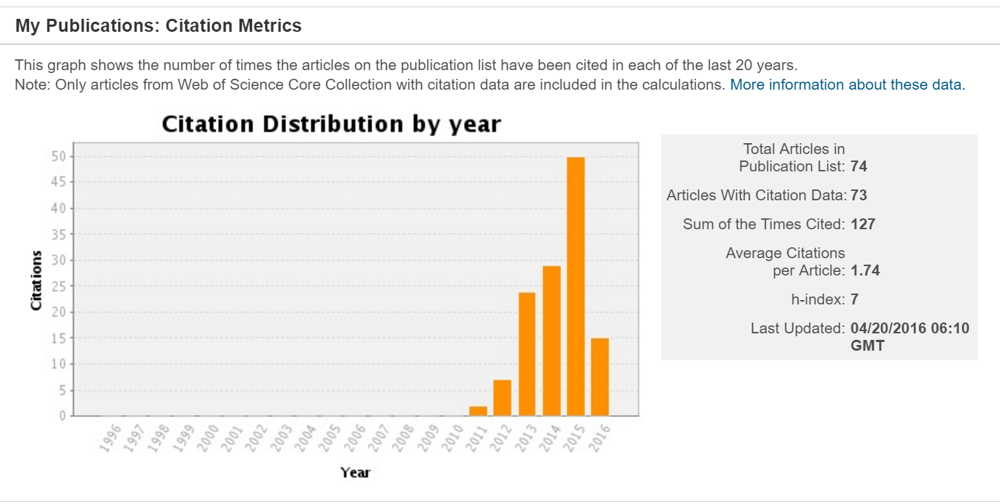 My Publications: Citation Metrics
This graph shows the number of times the articles on the publication list have been cited in each of the last 20 years.
Note: Only articles from Web of Science Core Collection with citation data are included in the calculations. More information about these data.
Citation Distribution by year
50
45
40
35
30
25
20
15
10
5
0
Citations
1996 1997 1998 1999 2000 2001 2002 2003 2004 2005 2006 2007 2008 2009 2010 2011 2012 2013 2014 2015 2016
Year
Total Articles in
Publication List: 74
Articles With Citation Data: 73
Sum of the Times Cited: 127
Average Citations
per Article: 1.74
h-index: 7
Last Updated: 04/20/2016 06:10
GMT